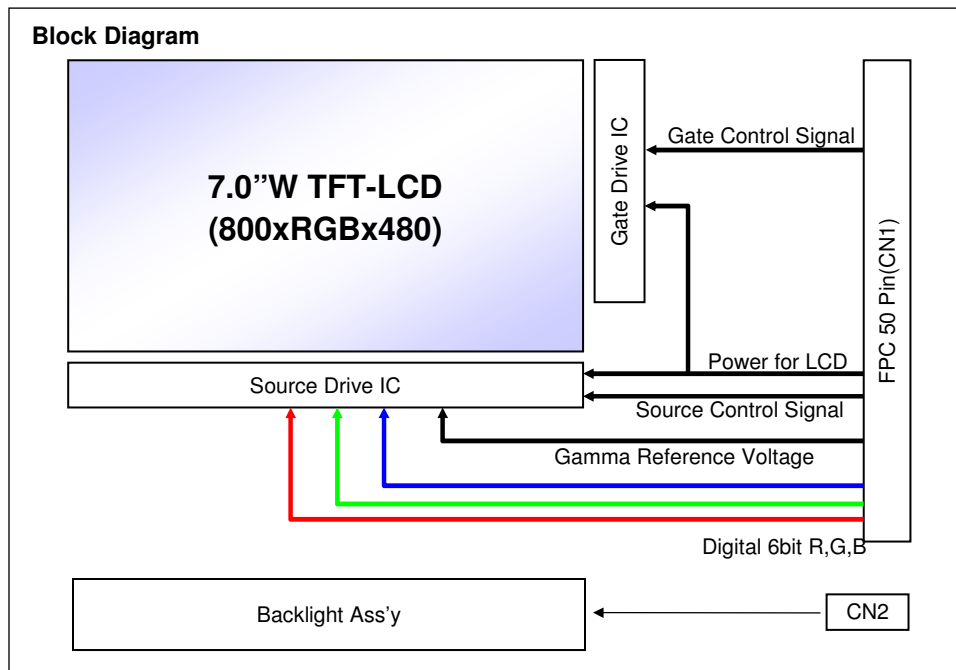 Block Diagram
7.0”W TFT-LCD
(800xRGBx480)
Gate Drive IC
Gate Control Signal
FPC 50 Pin(CN1)
Power for LCD
Source Drive IC
Source Control Signal
Gamma Reference Voltage
Digital 6bit R,G,B
Backlight Ass’y
CN2